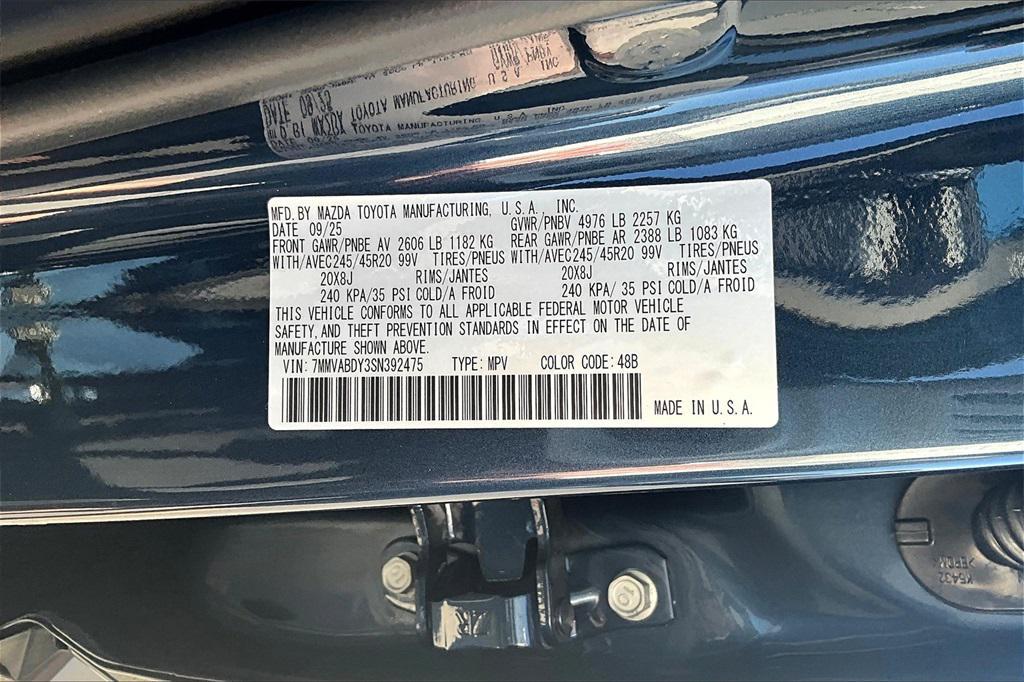 MFD. BY MAZDA TOYOTA MANUFACTURING, U.S.A., INC.
DATE 09/25 GVWR/PNBV 4976 LB 2257 KG
FRONT GAWR/PNBE AV 2606 LB 1182 KG REAR GAWR/PNBE AR 2388 LB 1083 KG
WITH/AVEC245/45R20 99V TIRES/PNEUS WITH/AVEC245/45R20 99V TIRES/PNEUS
20X8J RIMS/JANTES 20X8J RIMS/JANTES
240 KPA/35 PSI COLD/A FROID 240 KPA/ 35 PSI COLD/A FROID
THIS VEHICLE CONFORMS TO ALL APPLICABLE FEDERAL MOTOR VEHICLE
SAFETY, AND THEFT PREVENTION STANDARDS IN EFFECT ON THE DATE OF
MANUFACTURE SHOWN ABOVE.
VIN: 7MMVABDY3SN392475 TYPE: MPV COLOR CODE: 48B
MADE IN U.S.A.
10
K5432